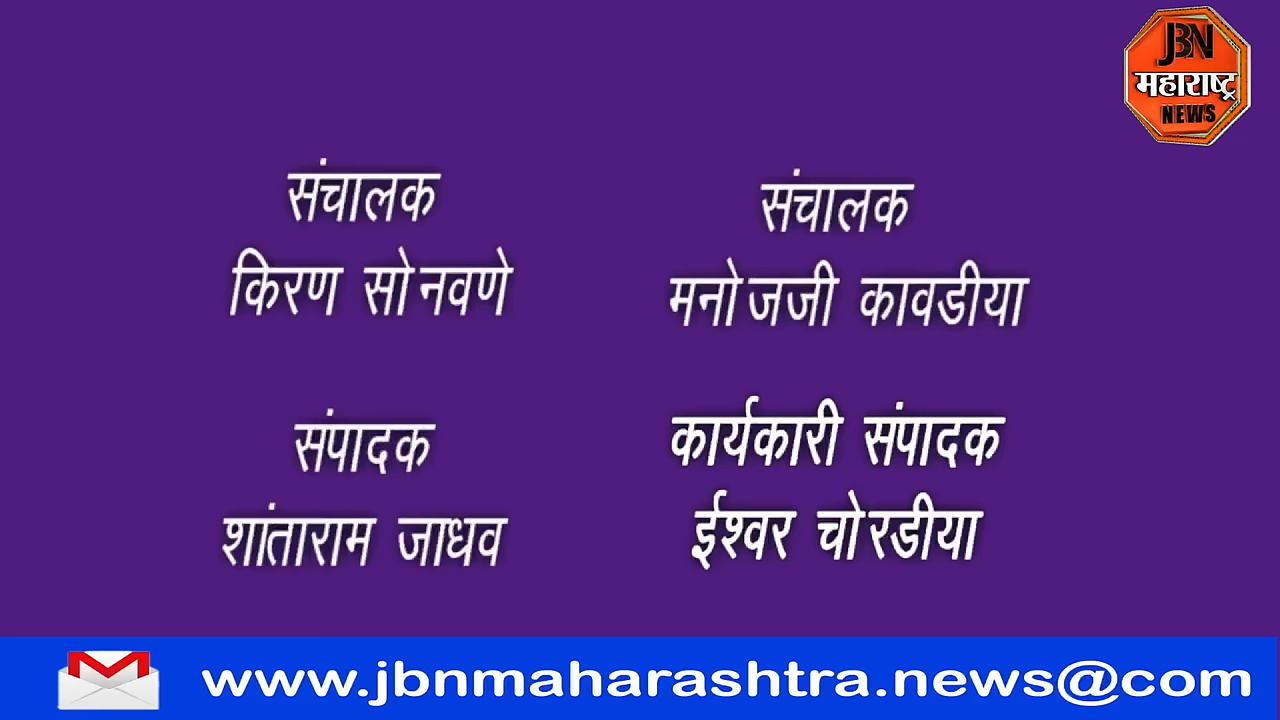 JBN
महाराष्ट्र
NEWS
संचालक
किरण सोनवणे
संचालक
मनोजजी कावडीया
संपादक
शांताराम जाधव
कार्यकारी संपादक
ईश्वर चोरडीया
www.jbnmaharashtra.news@com